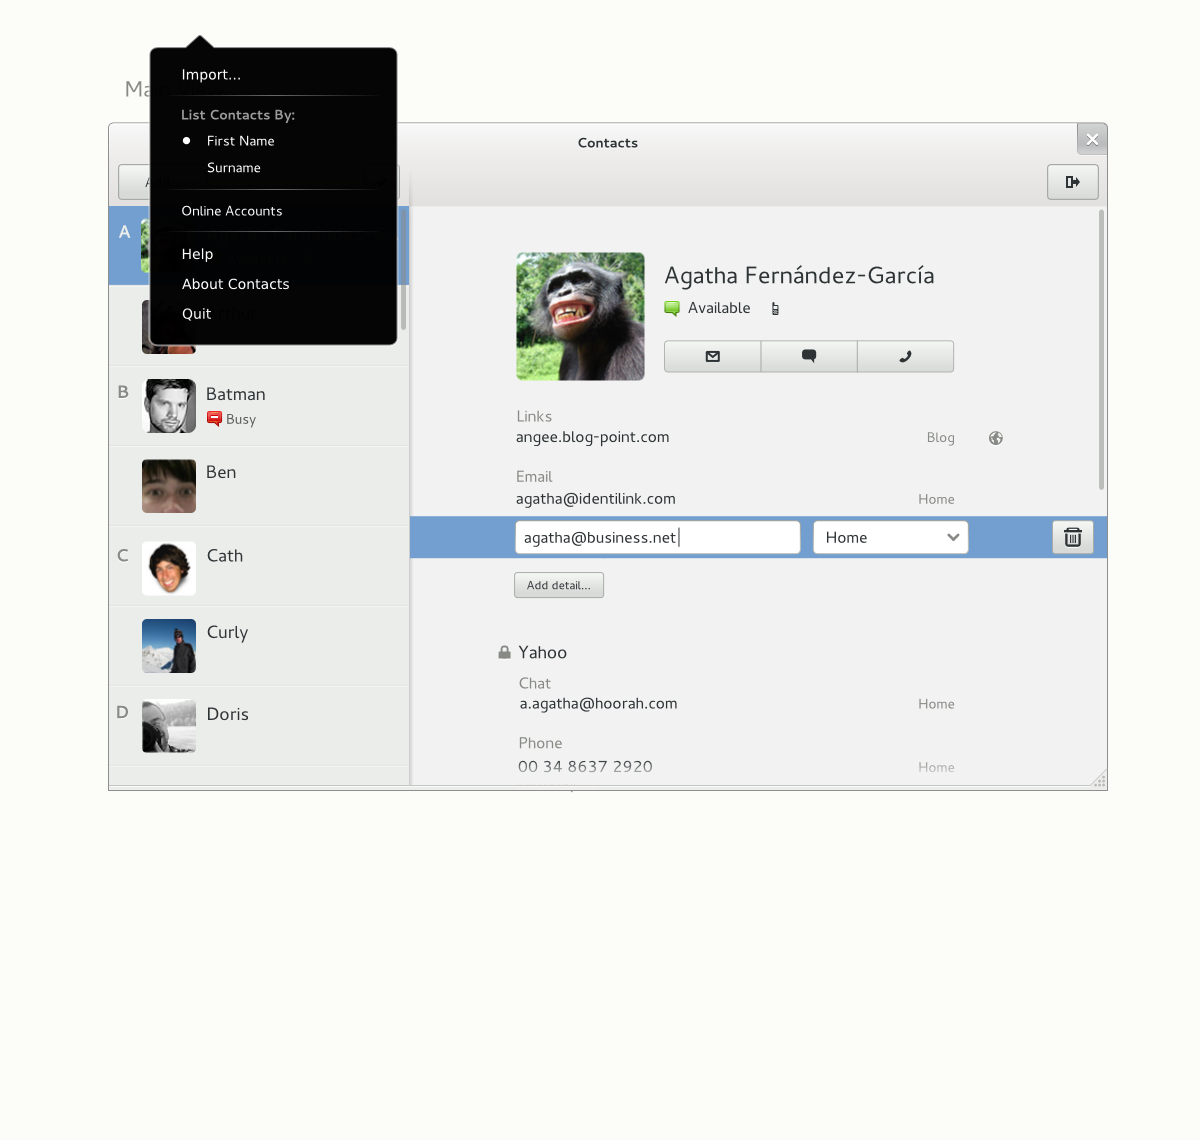 Import...
List Contacts By:
First Name
Surname
Online Accounts
Help
About Contacts
Quit
Contacts
A
B
Batman
Busy
Ben
C
Cath
Curly
D
Doris
Agatha Fernández-García
Available
Links
angee.blog-point.com Blog
Email
agatha@identilink.com Home
agatha@business.net Home
Add detail...
Yahoo
Chat
a.agatha@hoorah.com Home
Phone
00 34 8637 2920 Home